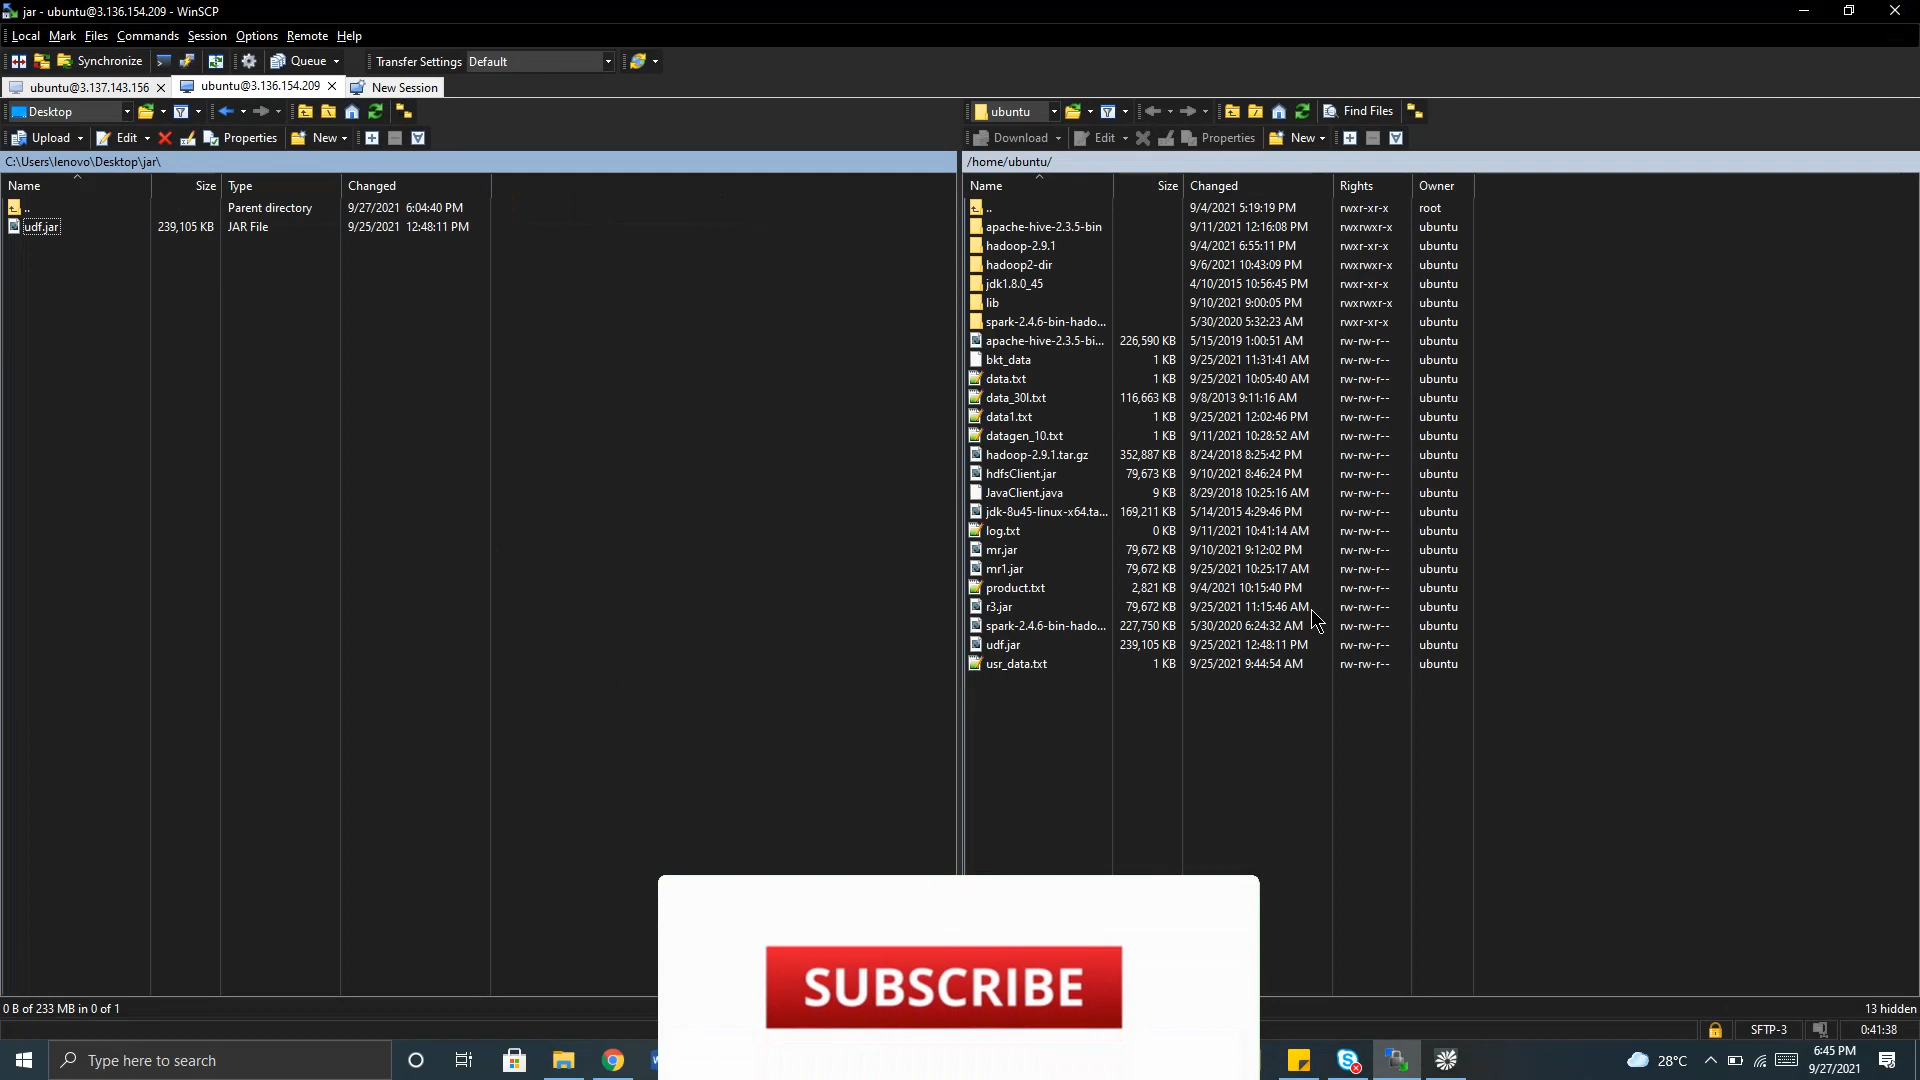 jar - ubuntu@3.136.154.209 - WinSCP
Local Mark Files Commands Session Options Remote Help
Synchronize Queue Transfer Settings Default
ubuntu@3.137.143.156 ubuntu@3.136.154.209 New Session
Desktop ubuntu Find Files
Upload Edit Properties New Download Edit Properties New
C:\Users\lenovo\Desktop\jar\ /home/ubuntu/
Name Size Type Changed Name Size Changed Rights Owner
.. Parent directory 9/27/2021 6:04:40 PM .. 9/4/2021 5:19:19 PM rwxr-xr-x root
udf.jar 239,105 KB JAR File 9/25/2021 12:48:11 PM apache-hive-2.3.5-bin 9/11/2021 12:16:08 PM rwxrwxr-x ubuntu
hadoop-2.9.1 9/4/2021 6:55:11 PM rwxr-xr-x ubuntu
hadoop2-dir 9/6/2021 10:43:09 PM rwxrwxr-x ubuntu
jdk1.8.0_45 4/10/2015 10:56:45 PM rwxr-xr-x ubuntu
lib 9/10/2021 9:00:05 PM rwxrwxr-x ubuntu
spark-2.4.6-bin-hado... 5/30/2020 5:32:23 AM rwxr-xr-x ubuntu
apache-hive-2.3.5-bi... 226,590 KB 5/15/2019 1:00:51 AM rw-rw-r-- ubuntu
bkt_data 1 KB 9/25/2021 11:31:41 AM rw-rw-r-- ubuntu
data.txt 1 KB 9/25/2021 10:05:40 AM rw-rw-r-- ubuntu
data_30l.txt 116,663 KB 9/8/2013 9:11:16 AM rw-rw-r-- ubuntu
data1.txt 1 KB 9/25/2021 12:02:46 PM rw-rw-r-- ubuntu
datagen_10.txt 1 KB 9/11/2021 10:28:52 AM rw-rw-r-- ubuntu
hadoop-2.9.1.tar.gz 352,887 KB 8/24/2018 8:25:42 PM rw-rw-r-- ubuntu
hdfsClient.jar 79,673 KB 9/10/2021 8:46:24 PM rw-rw-r-- ubuntu
JavaClient.java 9 KB 8/29/2018 10:25:16 AM rw-rw-r-- ubuntu
jdk-8u45-linux-x64.ta... 169,211 KB 5/14/2015 4:29:46 PM rw-rw-r-- ubuntu
log.txt 0 KB 9/11/2021 10:41:14 AM rw-rw-r-- ubuntu
mr.jar 79,672 KB 9/10/2021 9:12:02 PM rw-rw-r-- ubuntu
mr1.jar 79,672 KB 9/25/2021 10:25:17 AM rw-rw-r-- ubuntu
product.txt 2,821 KB 9/4/2021 10:15:40 PM rw-rw-r-- ubuntu
r3.jar 79,672 KB 9/25/2021 11:15:46 AM rw-rw-r-- ubuntu
spark-2.4.6-bin-hado... 227,750 KB 5/30/2020 6:24:32 AM rw-rw-r-- ubuntu
udf.jar 239,105 KB 9/25/2021 12:48:11 PM rw-rw-r-- ubuntu
usr_data.txt 1 KB 9/25/2021 9:44:54 AM rw-rw-r-- ubuntu
SUBSCRIBE
0 B of 233 MB in 0 of 1 13 hidden
SFTP-3 0:41:38
Type here to search 28°C 6:45 PM
9/27/2021